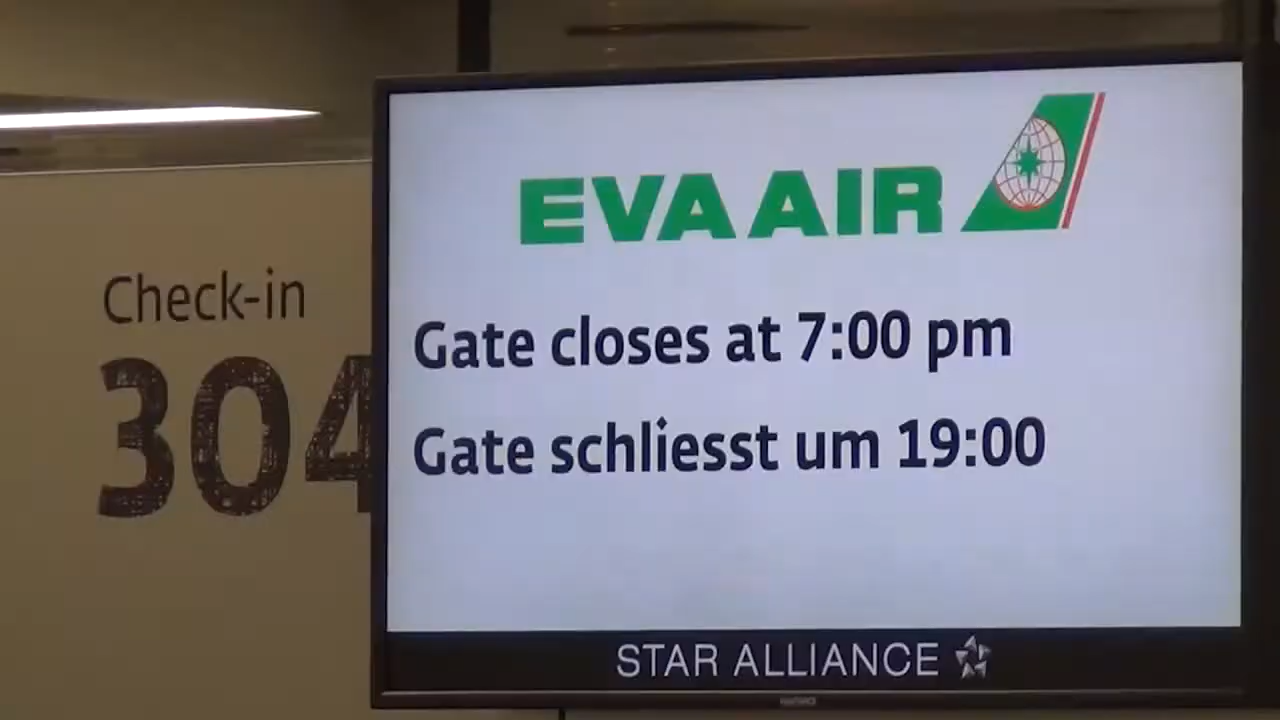 Check-in
304
EVA AIR
Gate closes at 7:00 pm
Gate schliesst um 19:00
STAR ALLIANCE